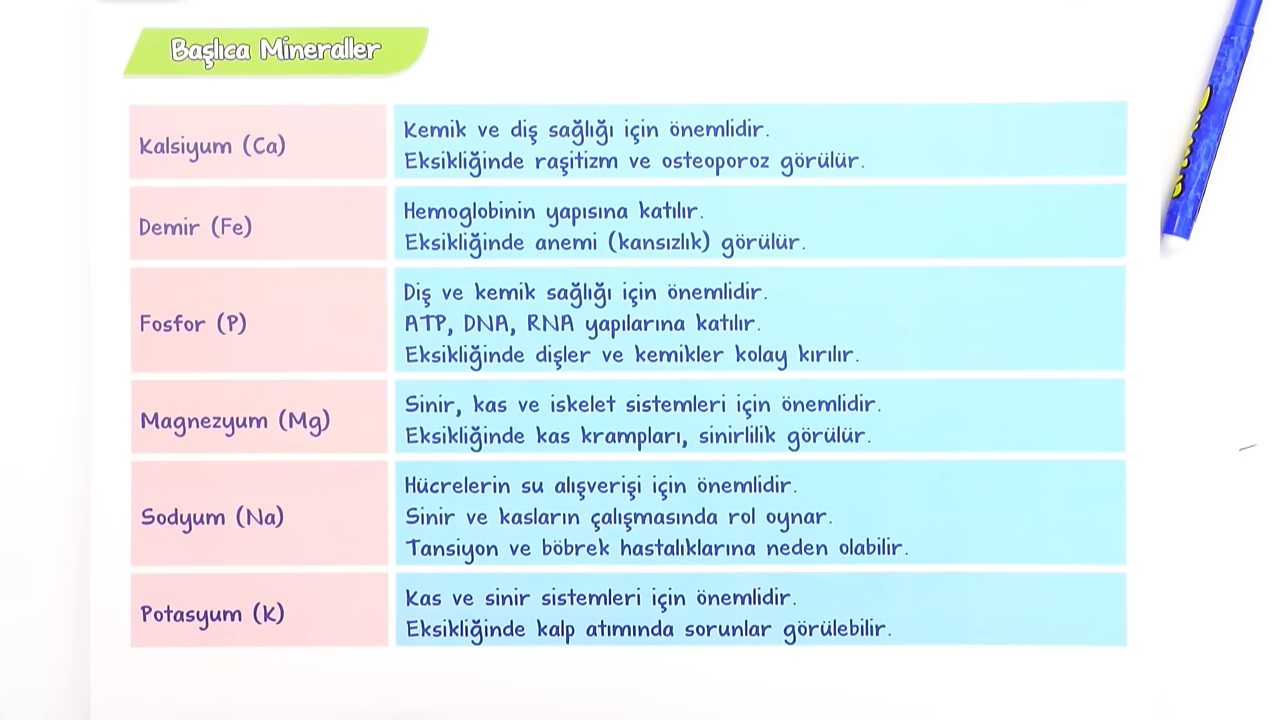 Başlıca Mineraller
Kalsiyum (Ca)
Kemik ve diş sağlığı için önemlidir.
Eksikliğinde raşitizm ve osteoporoz görülür.
Demir (Fe)
Hemoglobinin yapısına katılır.
Eksikliğinde anemi (kansızlık) görülür.
Fosfor (P)
Diş ve kemik sağlığı için önemlidir.
ATP, DNA, RNA yapılarına katılır.
Eksikliğinde dişler ve kemikler kolay kırılır.
Magnezyum (Mg)
Sinir, kas ve iskelet sistemleri için önemlidir.
Eksikliğinde kas krampları, sinirlilik görülür.
Sodyum (Na)
Hücrelerin su alışverişi için önemlidir.
Sinir ve kasların çalışmasında rol oynar.
Tansiyon ve böbrek hastalıklarına neden olabilir.
Potasyum (K)
Kas ve sinir sistemleri için önemlidir.
Eksikliğinde kalp atımında sorunlar görülebilir.